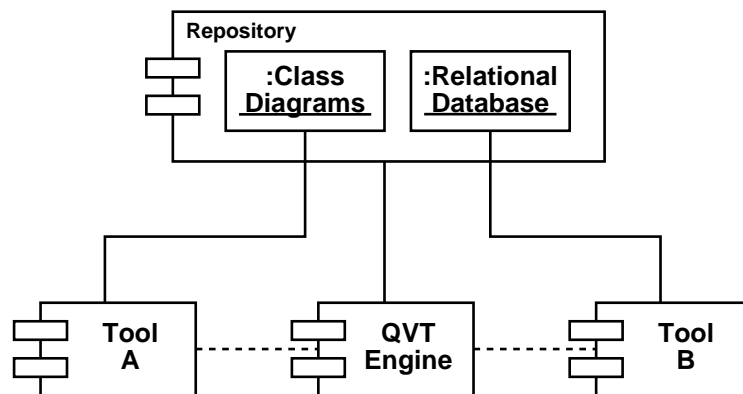 Repository
:Class
Diagrams
:Relational
Database
Tool
A
QVT
Engine
Tool
B